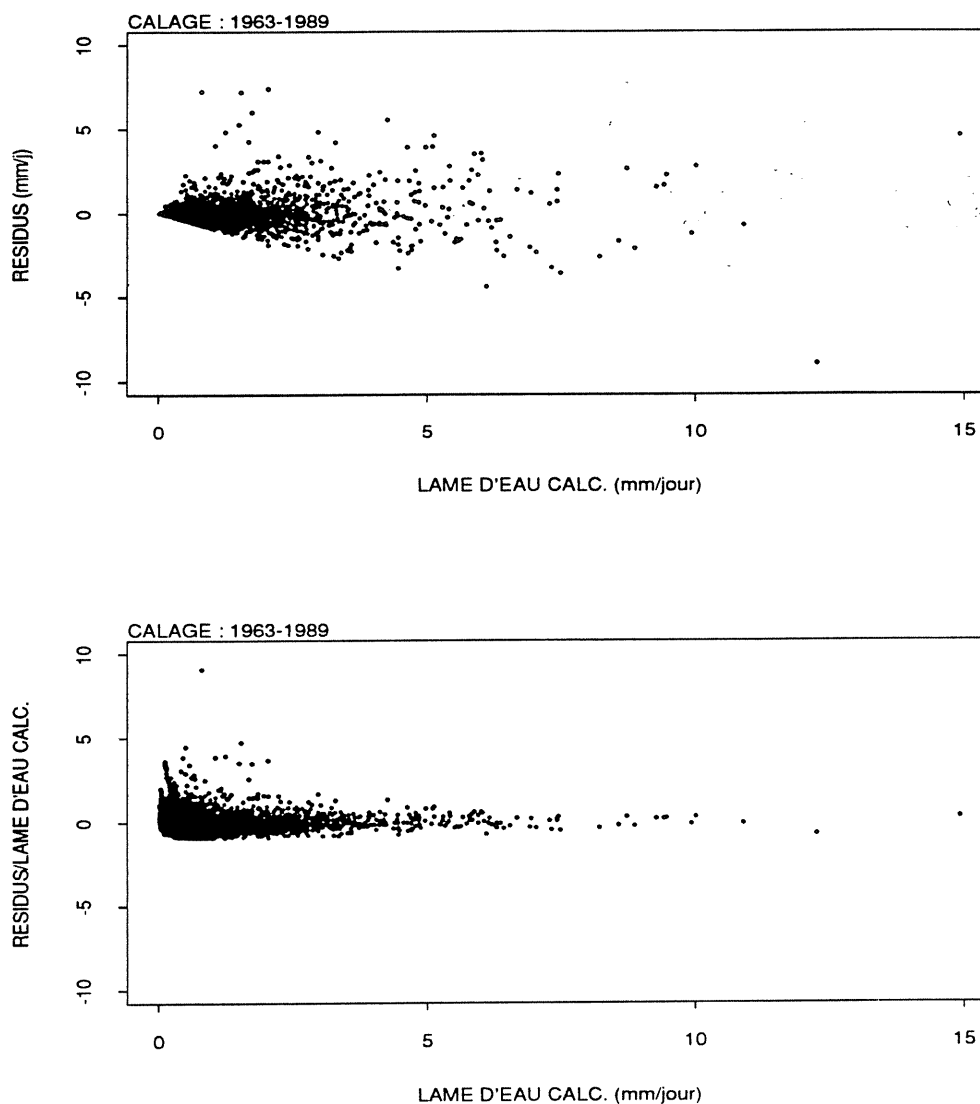 CALAGE : 1963-1989
10
5
0
-5
-10
RESIDUS (mm/j)
0 5 10 15
LAME D'EAU CALC. (mm/jour)
CALAGE : 1963-1989
10
5
0
-5
-10
RESIDUS/LAME D'EAU CALC.
0 5 10 15
LAME D'EAU CALC. (mm/jour)